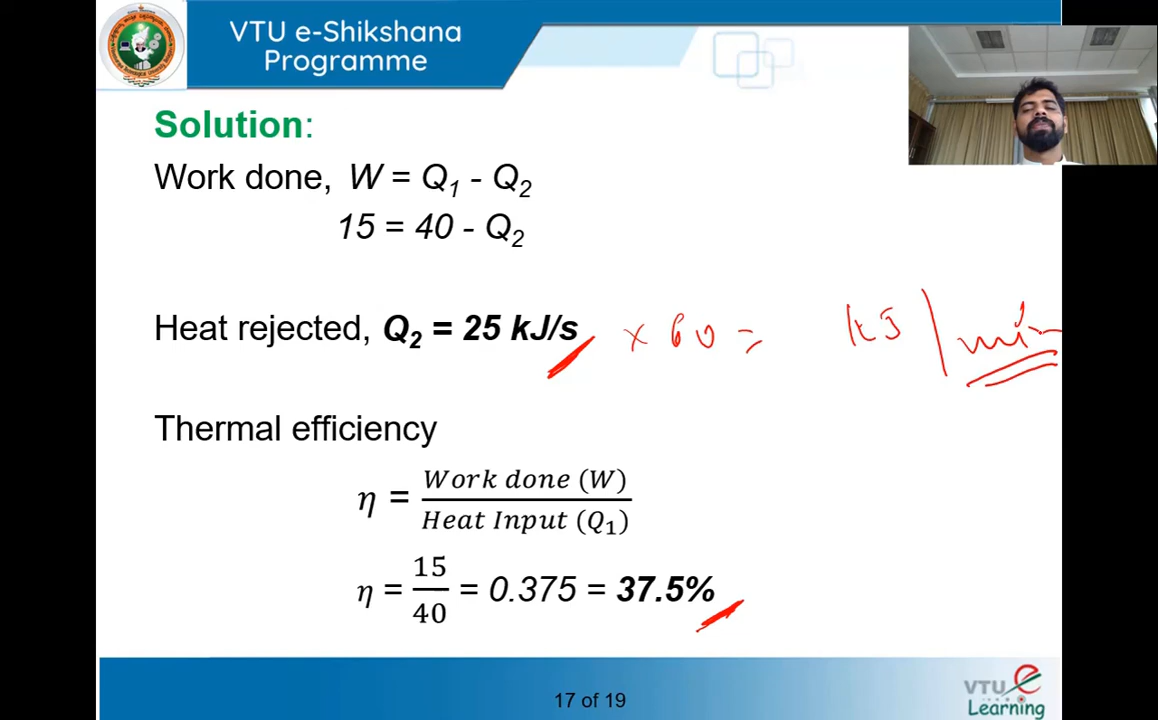 VTU e-Shikshana
Programme
Solution:
Work done, W = Q₁ - Q₂
15 = 40 - Q₂
Heat rejected, Q₂ = 25 kJ/s × 60 = kJ / min
Thermal efficiency
η = Work done (W) / Heat Input (Q₁)
η = 15/40 = 0.375 = 37.5%
17 of 19
VTU e
Learning